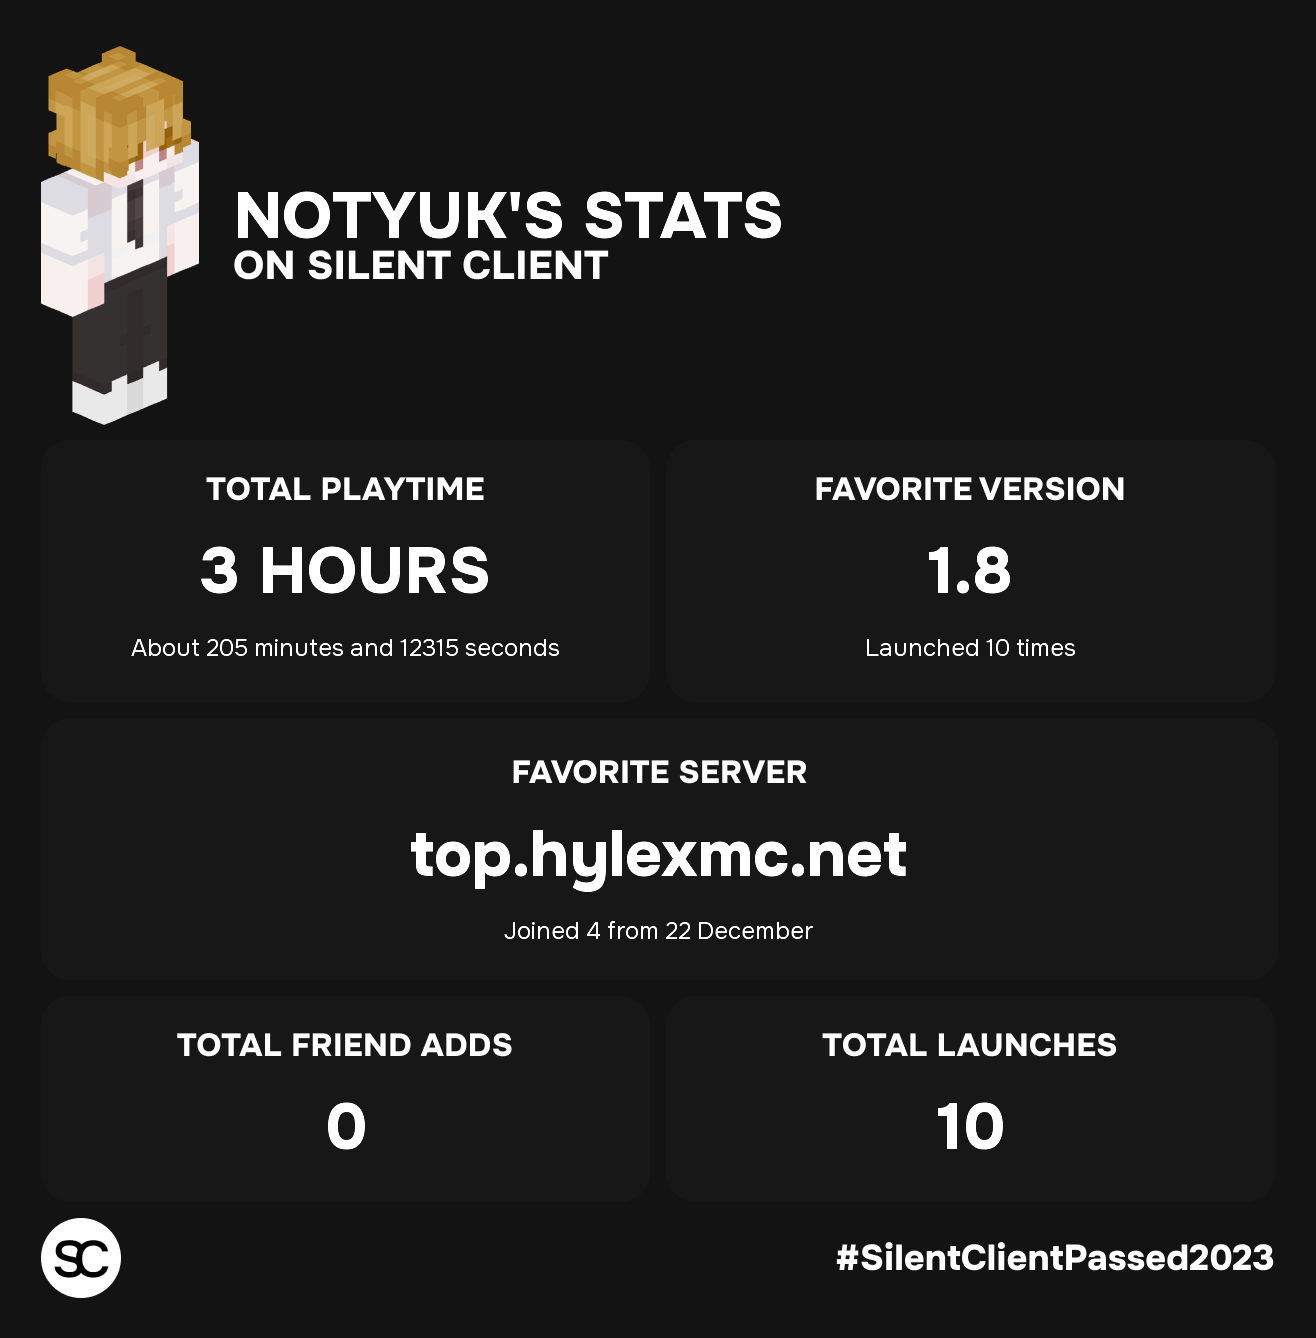 NOTYUK'S STATS
ON SILENT CLIENT
TOTAL PLAYTIME
3 HOURS
About 205 minutes and 12315 seconds
FAVORITE VERSION
1.8
Launched 10 times
FAVORITE SERVER
top.hylexmc.net
Joined 4 from 22 December
TOTAL FRIEND ADDS
0
TOTAL LAUNCHES
10
SC
#SilentClientPassed2023